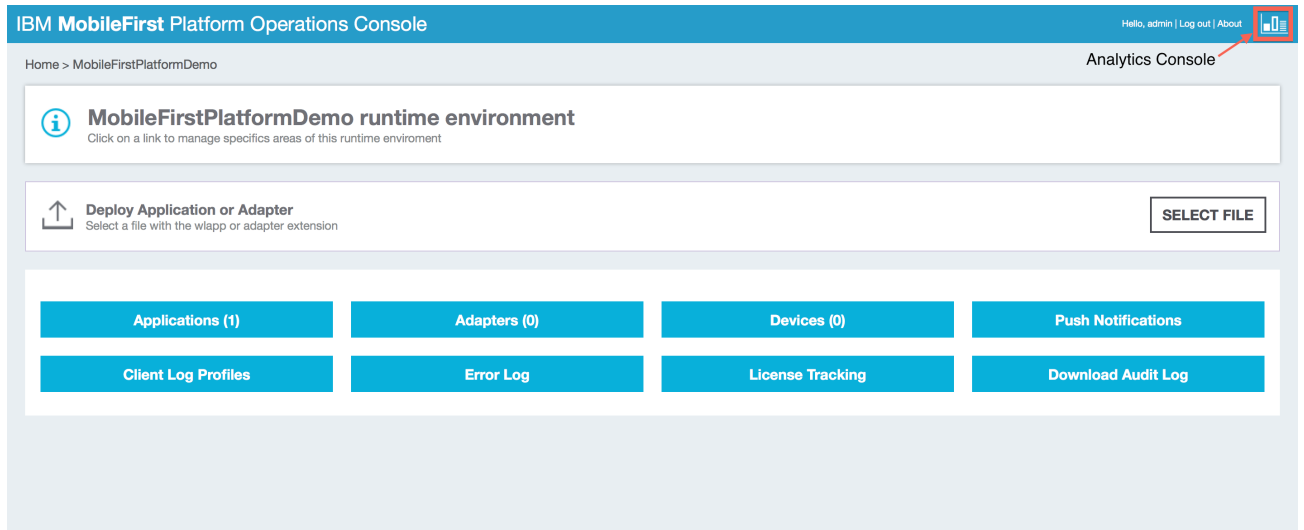 IBM MobileFirst Platform Operations Console
Hello, admin | Log out | About
Home > MobileFirstPlatformDemo
Analytics Console
MobileFirstPlatformDemo runtime environment
Click on a link to manage specifics areas of this runtime enviroment
Deploy Application or Adapter
Select a file with the wlapp or adapter extension
SELECT FILE
Applications (1)
Adapters (0)
Devices (0)
Push Notifications
Client Log Profiles
Error Log
License Tracking
Download Audit Log